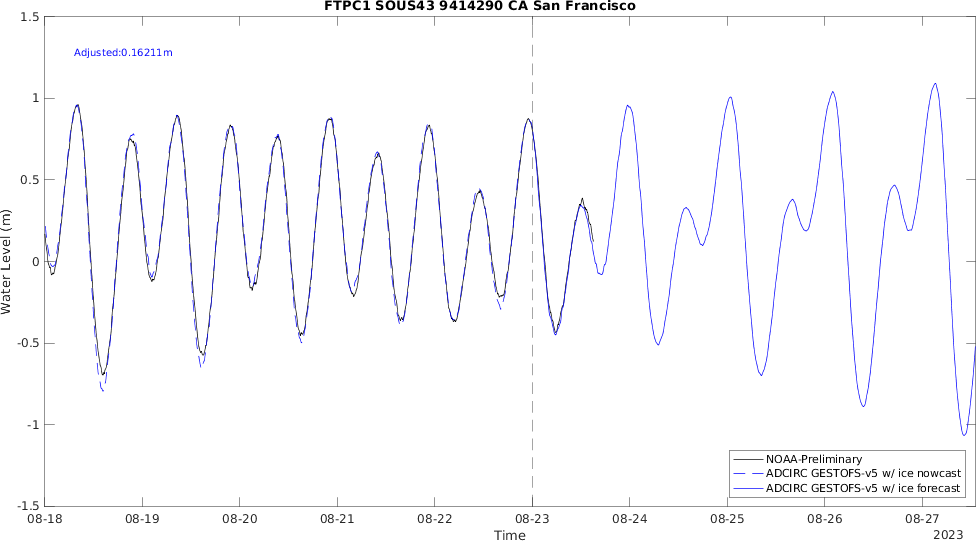 FTPC1 SOUS43 9414290 CA San Francisco
1.5
Adjusted:0.16211m
1
0.5
Water Level (m)
0
-0.5
-1
NOAA-Preliminary
ADCIRC GESTOFS-v5 w/ ice nowcast
ADCIRC GESTOFS-v5 w/ ice forecast
-1.5
08-18 08-19 08-20 08-21 08-22 08-23 08-24 08-25 08-26 08-27
Time
2023